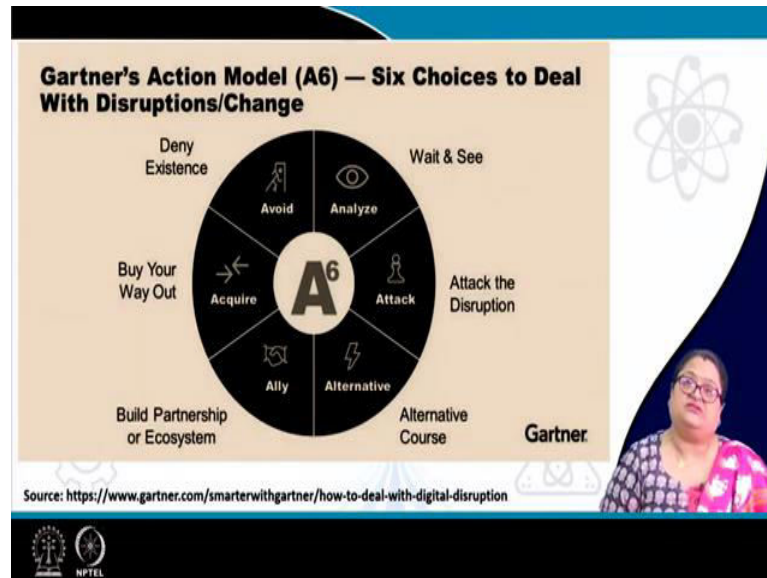 Gartner's Action Model (A6) — Six Choices to Deal
With Disruptions/Change
Deny
Existence
Wait & See
Avoid
Analyze
Buy Your
Way Out
Acquire
A6
Attack
Attack the
Disruption
Ally
Alternative
Build Partnership
or Ecosystem
Alternative
Course
Gartner
Source: https://www.gartner.com/smarterwithgartner/how-to-deal-with-digital-disruption
NPTEL